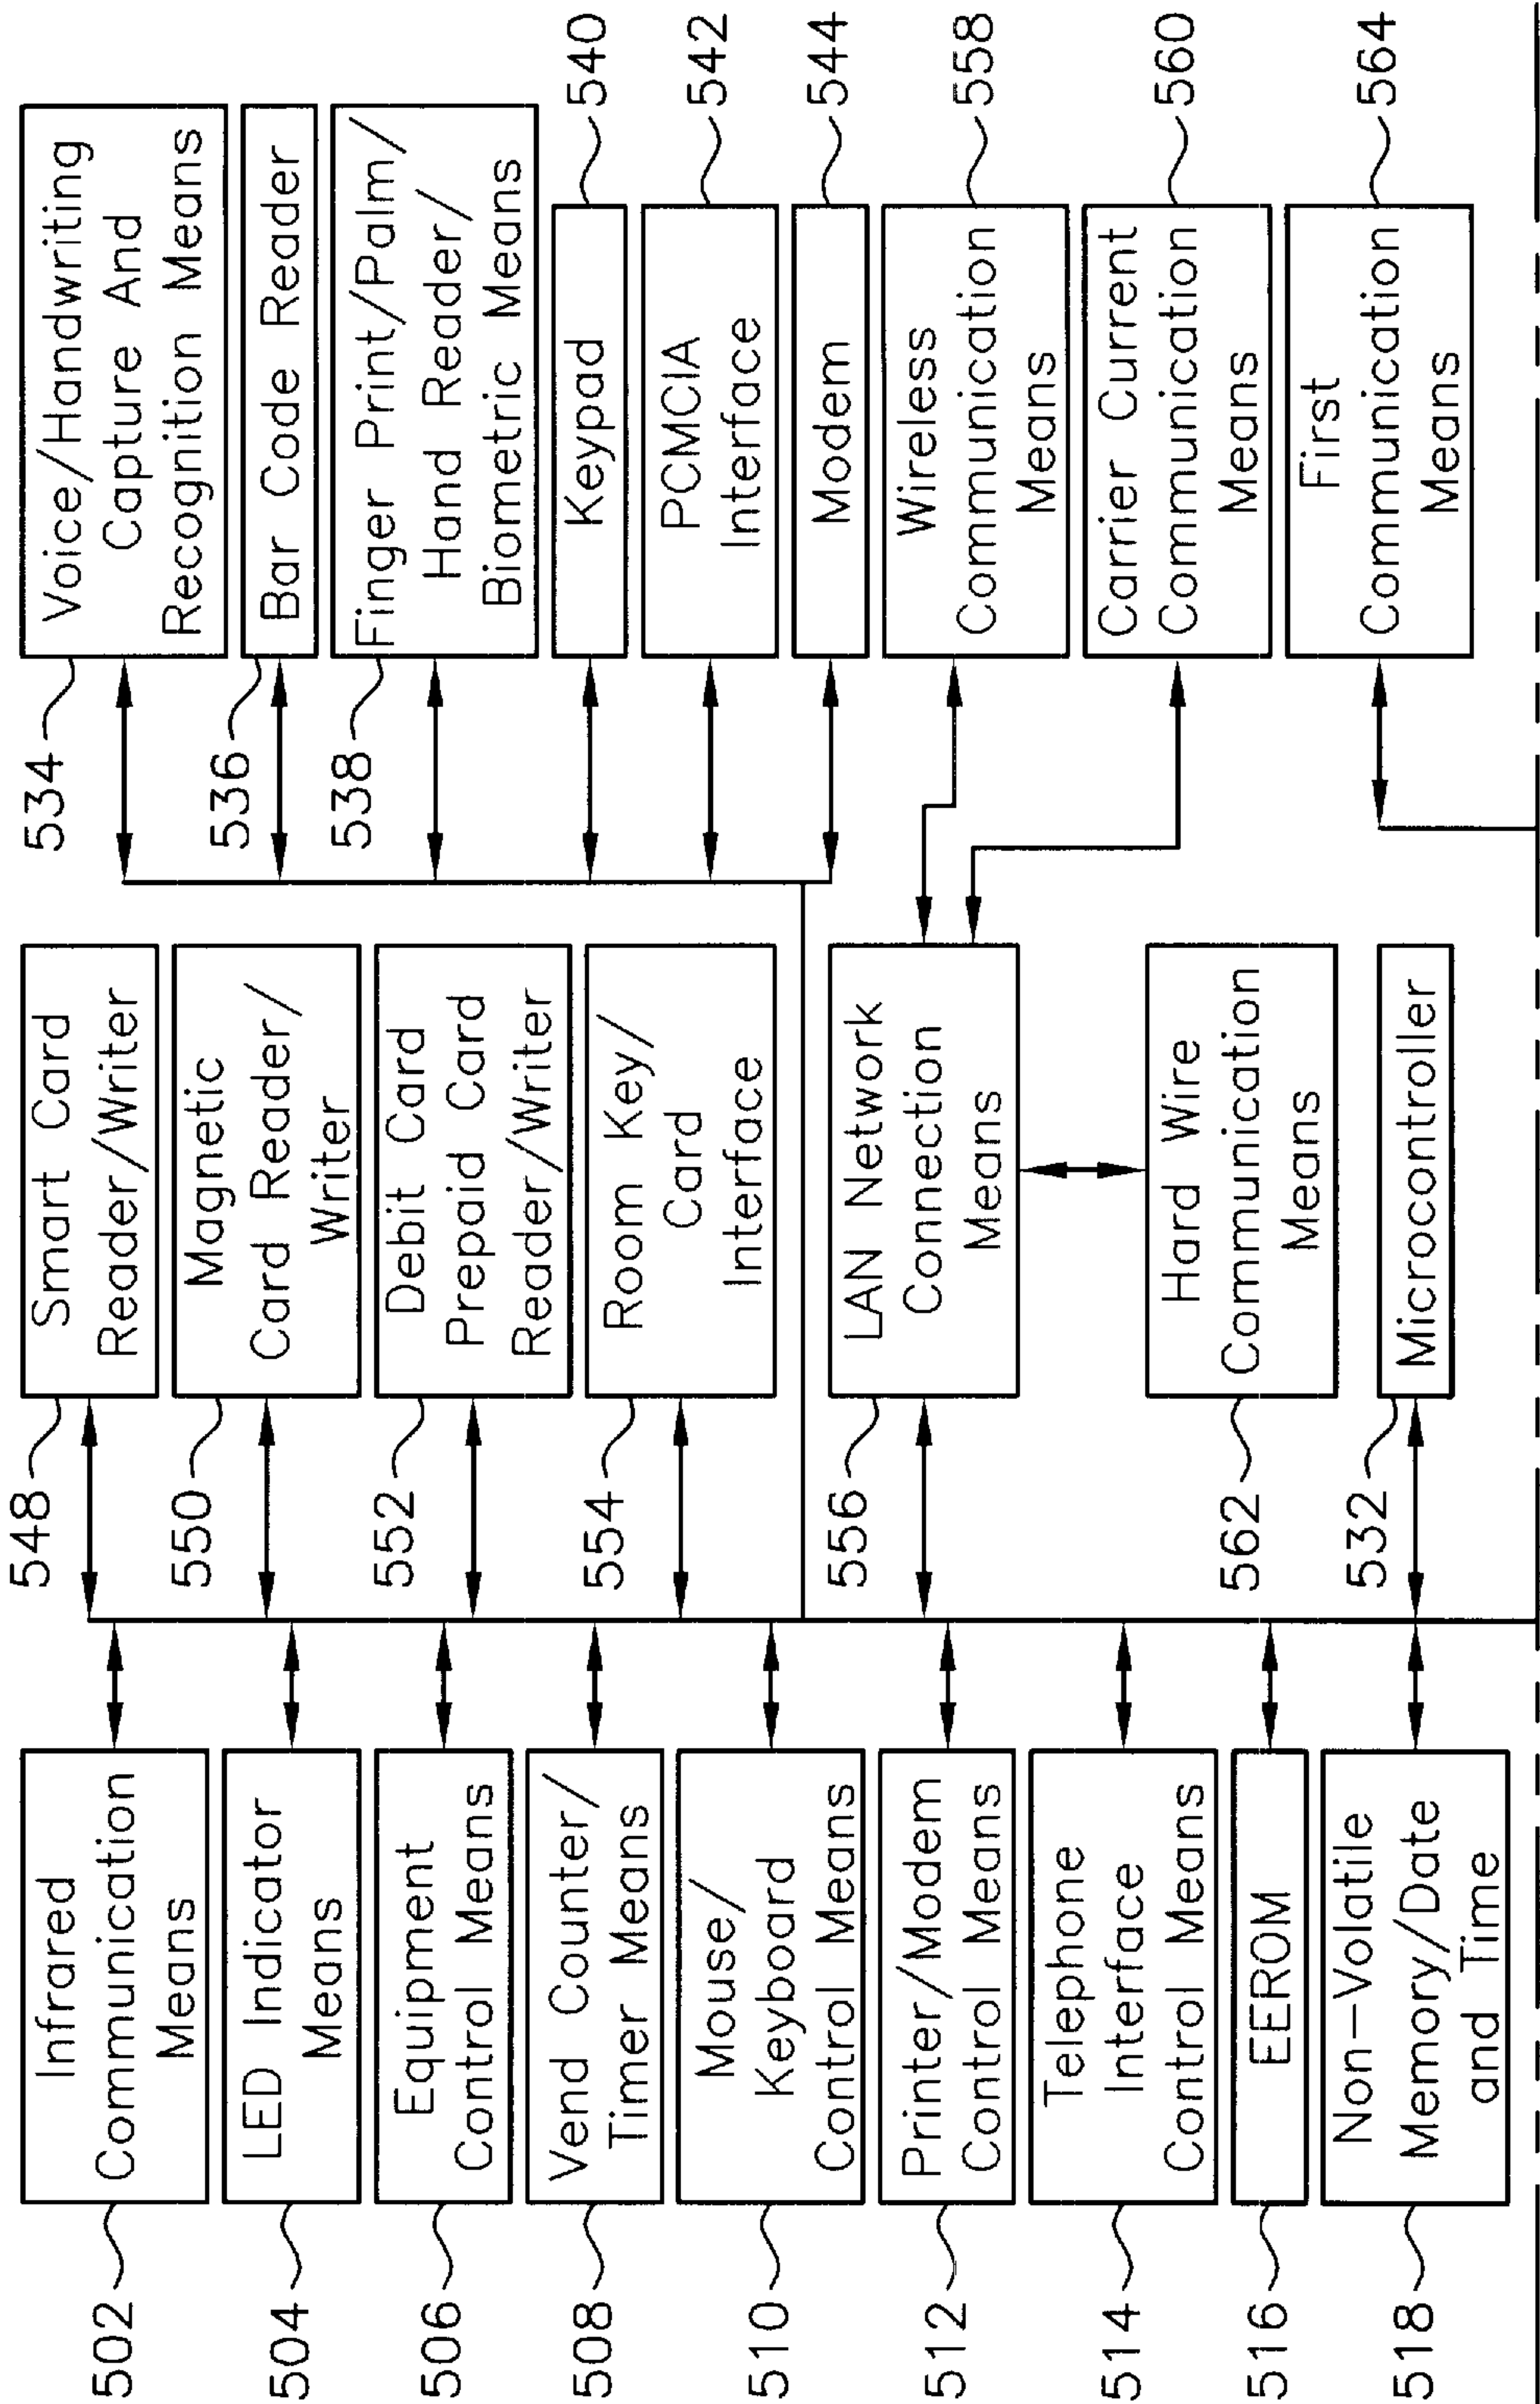 502
Infrared
Communication
Means
504
LED Indicator
Means
506
Equipment
Control Means
508
Vend Counter/
Timer Means
510
Mouse/
Keyboard
Control Means
512
Printer/Modem
Control Means
514
Telephone
Interface
Control Means
516
EEROM
518
Non-Volatile
Memory/Date
and Time
548
Smart Card
Reader/Writer
550
Magnetic
Card Reader/
Writer
552
Debit Card
Prepaid Card
Reader/Writer
554
Room Key/
Card
Interface
556
LAN Network
Connection
Means
562
Hard Wire
Communication
Means
532
Microcontroller
534
Voice/Handwriting
Capture And
Recognition Means
536
Bar Code Reader
538
Finger Print/Palm/
Hand Reader/
Biometric Means
Keypad
540
PCMCIA
Interface
542
Modem
544
Wireless
Communication
Means
558
Carrier Current
Communication
Means
560
First
Communication
Means
564